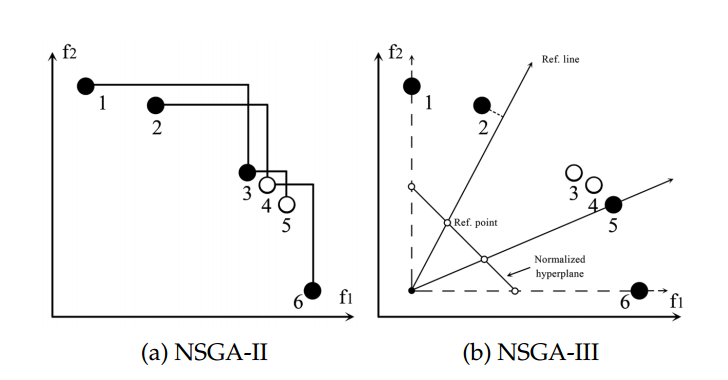 f2
1
2
3
4
5
6
f1
(a) NSGA-II
f2
Ref. line
1
2
3
4
5
Ref. point
Normalized
hyperplane
6
f1
(b) NSGA-III